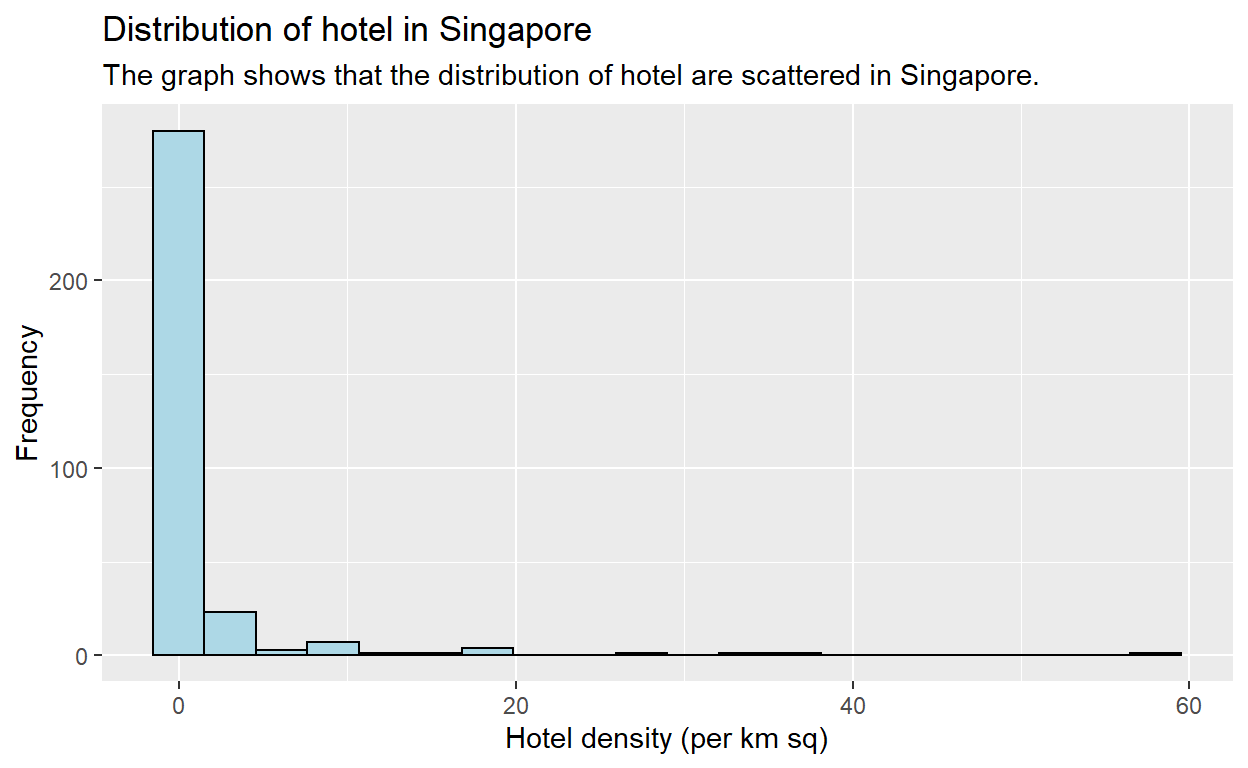 Distribution of hotel in Singapore
The graph shows that the distribution of hotel are scattered in Singapore.
Frequency
200
100
0
0
20
40
60
Hotel density (per km sq)